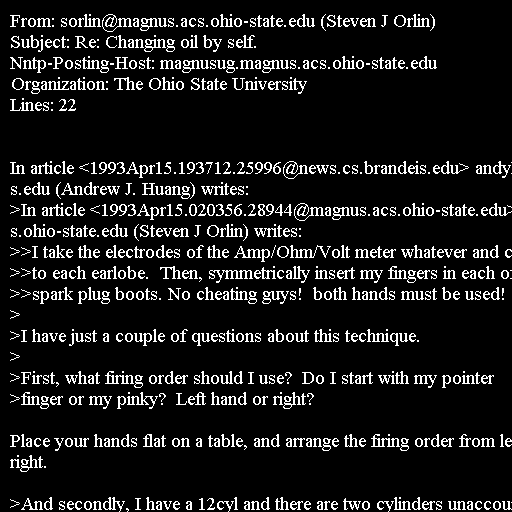 From: sorlin@magnus.acs.ohio-state.edu (Steven J Orlin)
Subject: Re: Changing oil by self.
Nntp-Posting-Host: magnusug.magnus.acs.ohio-state.edu
Organization: The Ohio State University
Lines: 22
In article <1993Apr15.193712.25996@news.cs.brandeis.edu> andy
s.edu (Andrew J. Huang) writes:
>In article <1993Apr15.020356.28944@magnus.acs.ohio-state.edu>
s.ohio-state.edu (Steven J Orlin) writes:
>>I take the electrodes of the Amp/Ohm/Volt meter whatever and c
>>to each earlobe.  Then, symmetrically insert my fingers in each o
>>spark plug boots. No cheating guys!  both hands must be used!
>
>I have just a couple of questions about this technique.
>
>First, what firing order should I use?  Do I start with my pointer
>finger or my pinky?  Left hand or right?
Place your hands flat on a table, and arrange the firing order from le
right.
>And secondly, I have a 12cyl and there are two cylinders unaccou